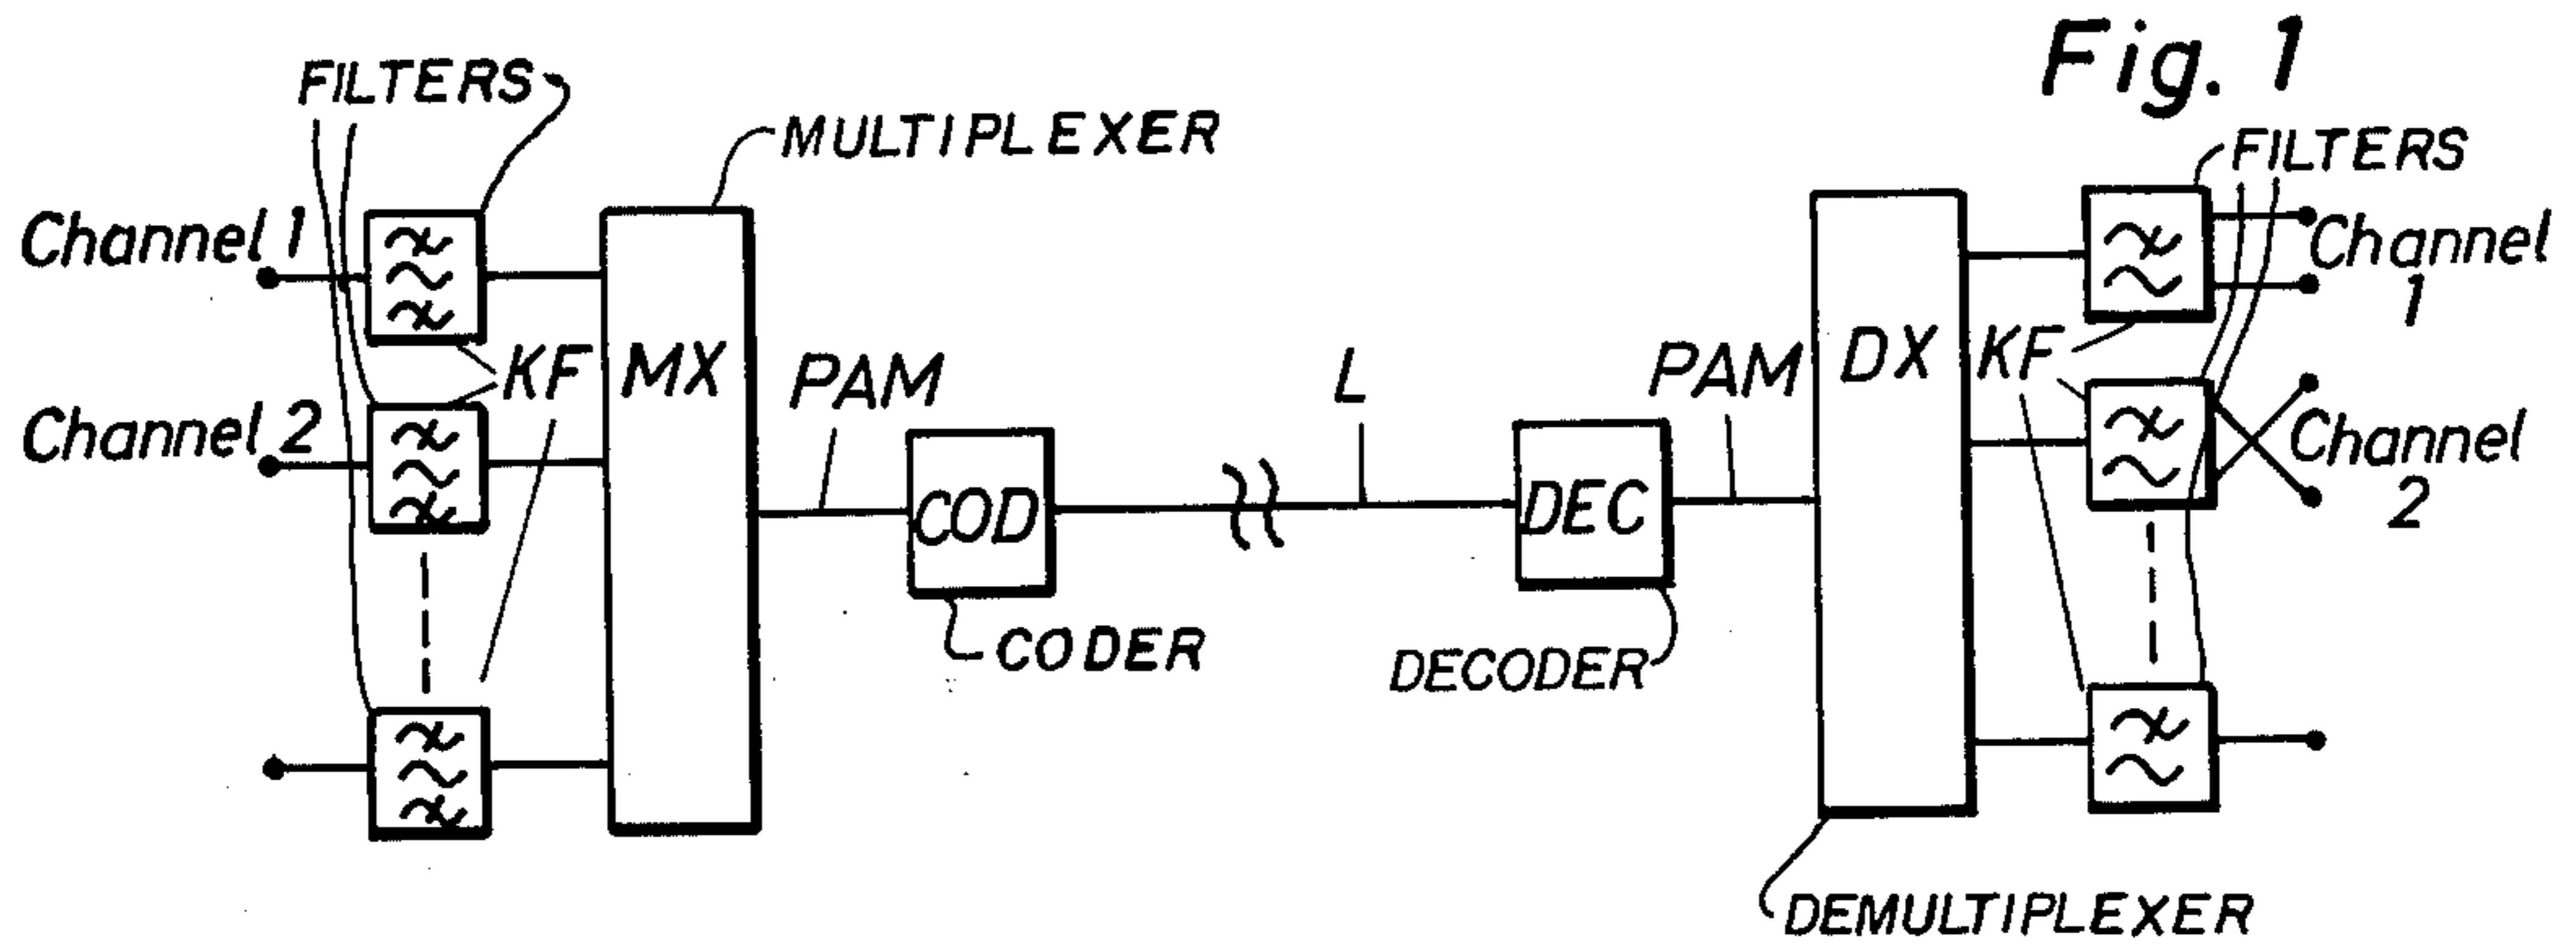 Fig. 1
FILTERS
MULTIPLEXER
FILTERS
Channel 1
Channel
1
KF
MX
PAM
L
PAM
DX
KF
Channel 2
Channel
2
COD
DEC
CODER
DECODER
DEMULTIPLEXER